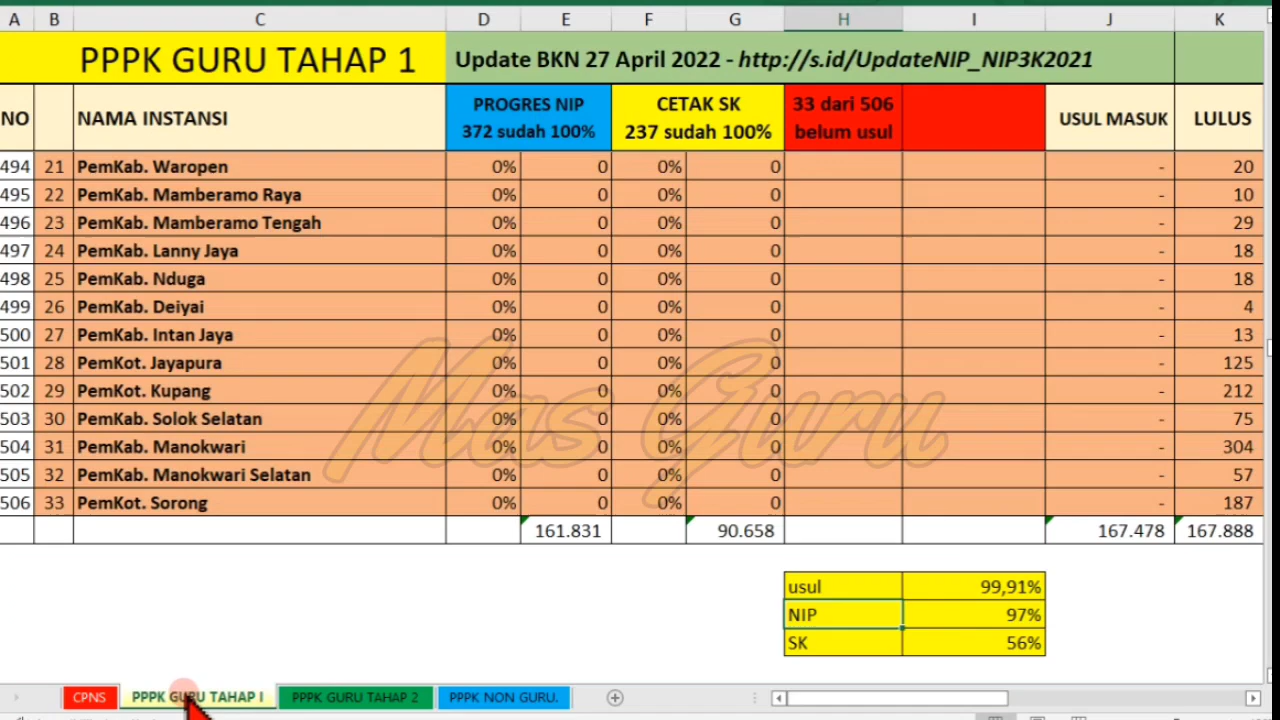 A B C D E F G H I J K
PPPK GURU TAHAP 1 Update BKN 27 April 2022 - http://s.id/UpdateNIP_NIP3K2021
NO NAMA INSTANSI PROGRES NIP 372 sudah 100% CETAK SK 237 sudah 100% 33 dari 506 belum usul USUL MASUK LULUS
494 21 PemKab. Waropen 0% 0 0% 0 - 20
495 22 PemKab. Mamberamo Raya 0% 0 0% 0 - 10
496 23 PemKab. Mamberamo Tengah 0% 0 0% 0 - 29
497 24 PemKab. Lanny Jaya 0% 0 0% 0 - 18
498 25 PemKab. Nduga 0% 0 0% 0 - 18
499 26 PemKab. Deiyai 0% 0 0% 0 - 4
500 27 PemKab. Intan Jaya 0% 0 0% 0 - 13
501 28 PemKot. Jayapura 0% 0 0% 0 - 125
502 29 PemKot. Kupang 0% 0 0% 0 - 212
503 30 PemKab. Solok Selatan 0% 0 0% 0 - 75
504 31 PemKab. Manokwari 0% 0 0% 0 - 304
505 32 PemKab. Manokwari Selatan 0% 0 0% 0 - 57
506 33 PemKot. Sorong 0% 0 0% 0 - 187
161.831 90.658 167.478 167.888
Mas Guru
usul 99,91%
NIP 97%
SK 56%
CPNS PPPK GURU TAHAP I PPPK GURU TAHAP 2 PPPK NON GURU.